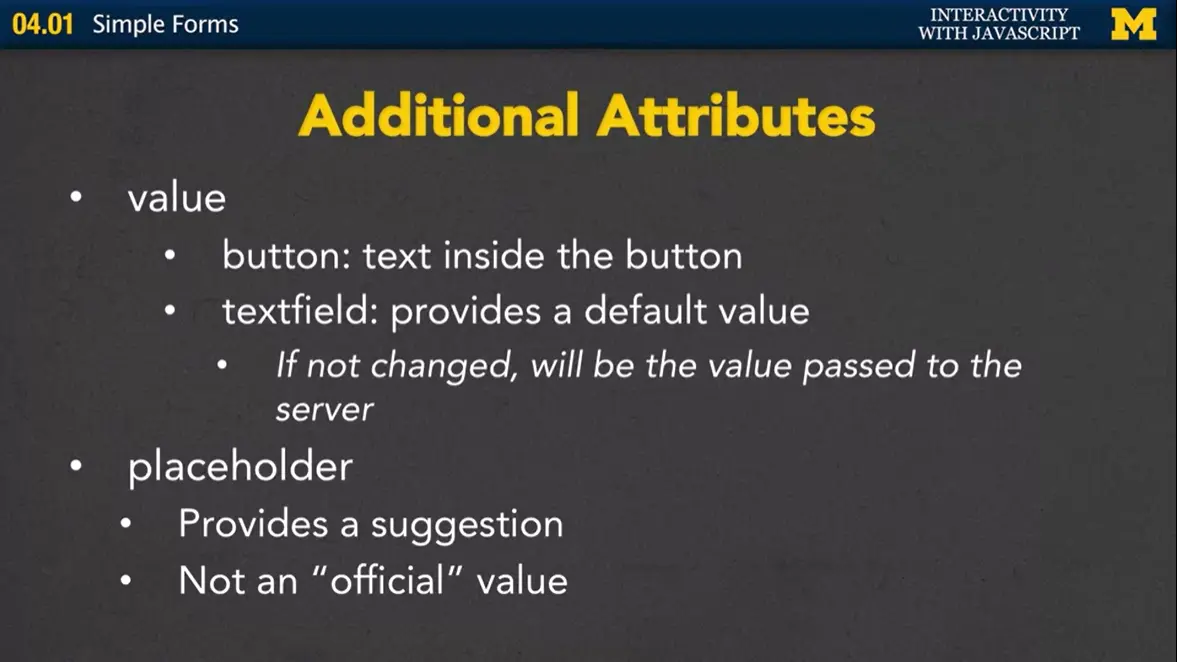 04.01 Simple Forms
INTERACTIVITY
WITH JAVASCRIPT
M
Additional Attributes
• value
• button: text inside the button
• textfield: provides a default value
• If not changed, will be the value passed to the
server
• placeholder
• Provides a suggestion
• Not an “official” value